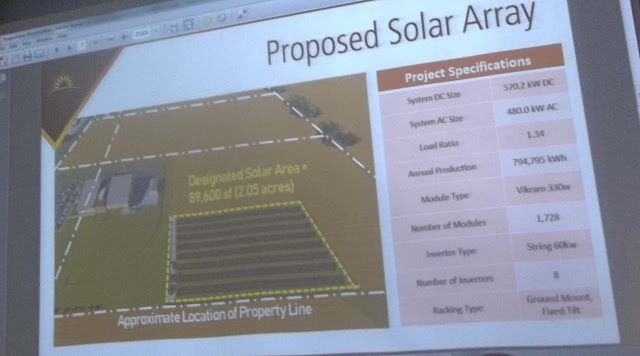 Proposed Solar Array
Designated Solar Area =
89,600 sf (2.05 acres)
Approximate Location of Property Line
Project Specifications
System DC Size 570.2 kW DC
System AC Size 480.0 kW AC
Load Ratio 1.34
Annual Production 794,795 kWh
Module Type Vikram 330w
Number of Modules 1,728
Inverter Type String 60kw
Number of Inverters 8
Racking Type Ground Mount,
Fixed Tilt